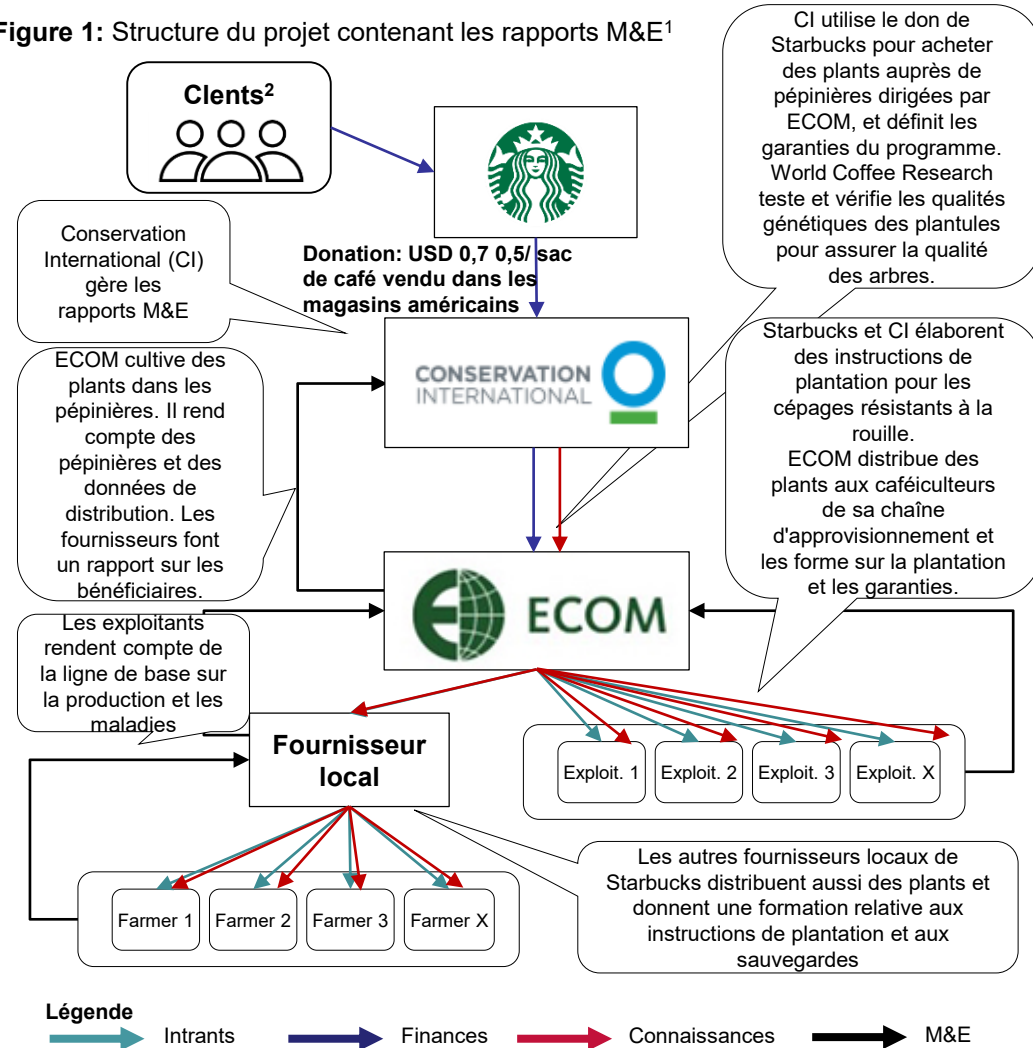 Figure 1: Structure du projet contenant les rapports M&E¹
Clents²
CI utilise le don de
Starbucks pour acheter
des plants auprès de
pépinières dirigées par
ECOM, et définit les
garanties du programme.
World Coffee Research
teste et vérifie les qualités
génétiques des plantules
pour assurer la qualité
des arbres.
Conservation
International (CI)
gère les
rapports M&E
Donation: USD 0,7 0,5/ sac
de café vendu dans les
magasins américains
CONSERVATION
INTERNATIONAL
Starbucks et CI élaborent
des instructions de
plantation pour les
cépages résistants à la
rouille.
ECOM distribue des
plants aux caféiculteurs
de sa chaîne
d'approvisionnement et
les forme sur la plantation
et les garanties.
ECOM cultive des
plants dans les
pépinières. Il rend
compte des
pépinières et des
données de
distribution. Les
fournisseurs font
un rapport sur les
bénéficiaires.
ECOM
Les exploitants
rendent compte de
la ligne de base sur
la production et les
maladies
Fournisseur
local
Exploit. 1
Exploit. 2
Exploit. 3
Exploit. X
Farmer 1
Farmer 2
Farmer 3
Farmer X
Les autres fournisseurs locaux de
Starbucks distribuent aussi des plants et
donnent une formation relative aux
instructions de plantation et aux
sauvegardes
Légende
Intrants
Finances
Connaissances
M&E